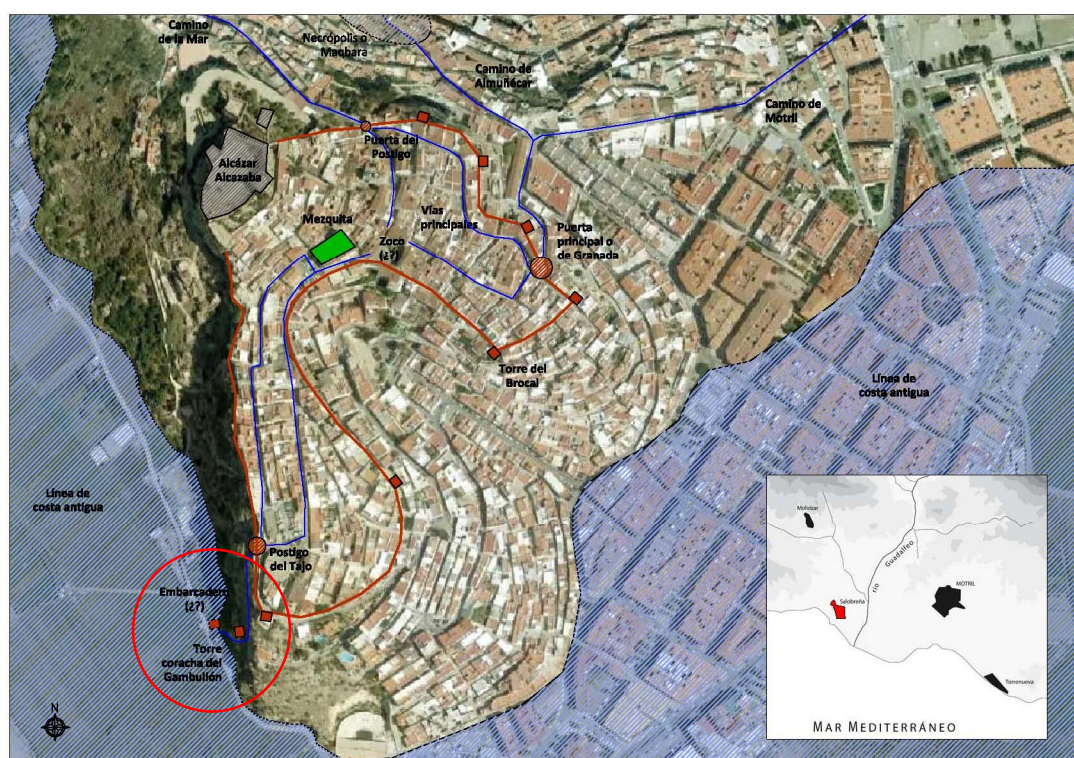 Camino
de la Mar
Necrópolis o
Maqbara
Camino de
Almuñécar
Camino de
Motril
Puerta del
Postigo
Alcázar
Alcazaba
Mezquita
Vías
principales
Zoco
(¿?)
Puerta
principal o
de Granada
Torre del
Brocal
Línea de
costa antigua
Línea de
costa antigua
Postigo
del Tajo
Embarcadero
(¿?)
Torre
coracha del
Gambullón
N
Molvízar
río Guadalfeo
MOTRIL
Salobreña
Torrenueva
MAR MEDITERRÁNEO